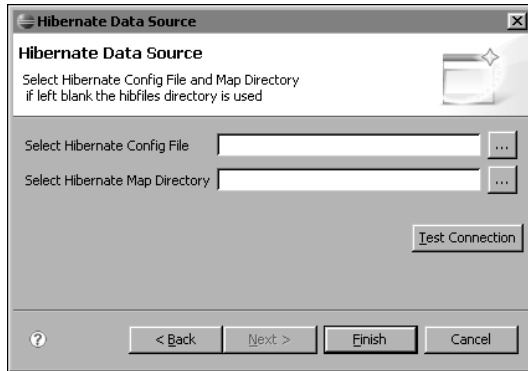 Hibernate Data Source
Hibernate Data Source
Select Hibernate Config File and Map Directory
if left blank the hibfiles directory is used
Select Hibernate Config File ...
Select Hibernate Map Directory ...
Test Connection
? < Back Next > Finish Cancel